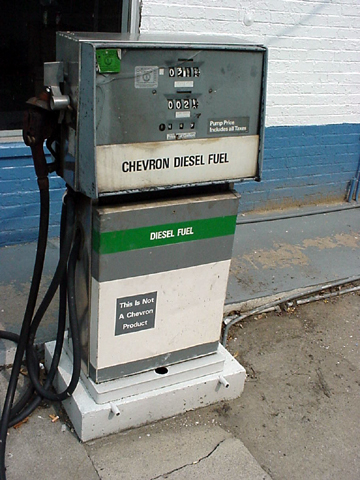 Pump Price
Includes all Taxes
CHEVRON DIESEL FUEL
DIESEL FUEL
This Is Not
A Chevron
Product